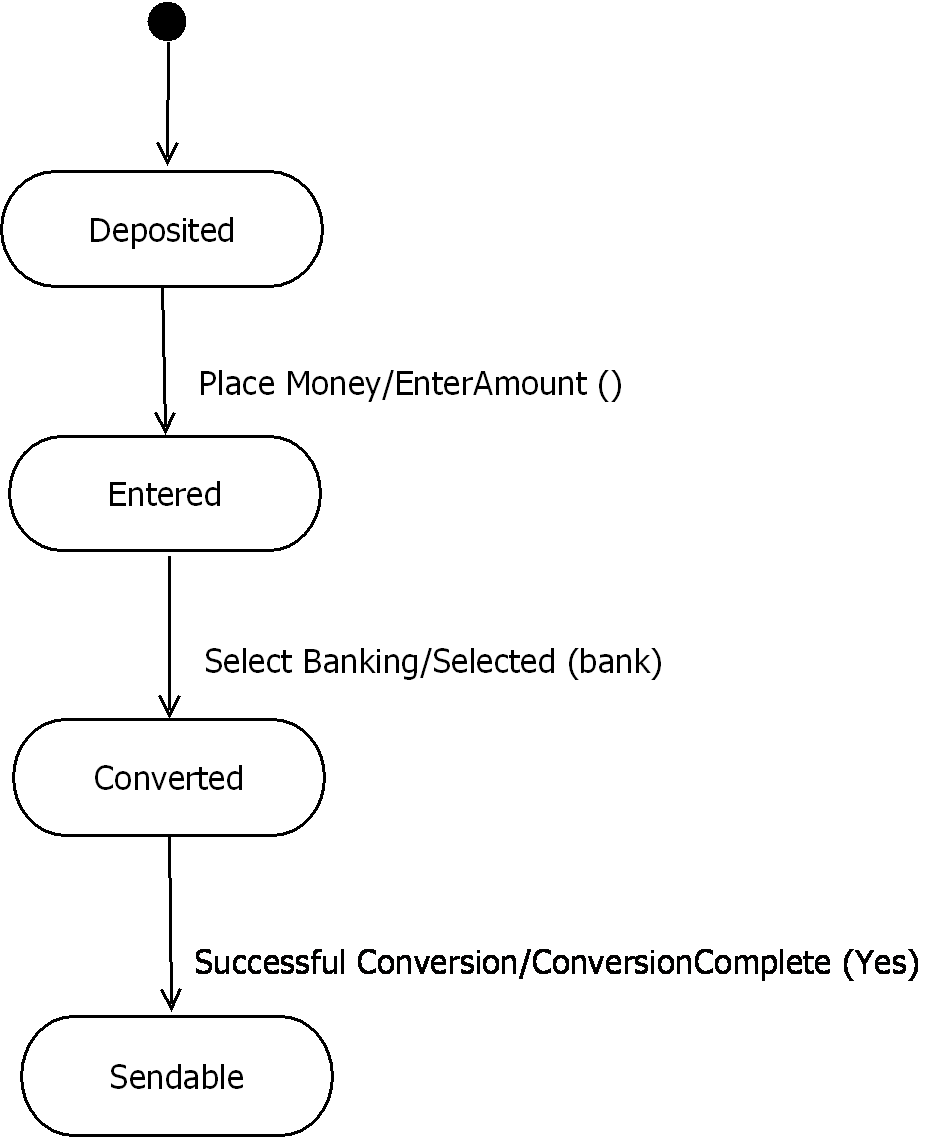 Deposited
Place Money/EnterAmount ()
Entered
Select Banking/Selected (bank)
Converted
Successful Conversion/ConversionComplete (Yes)
Sendable